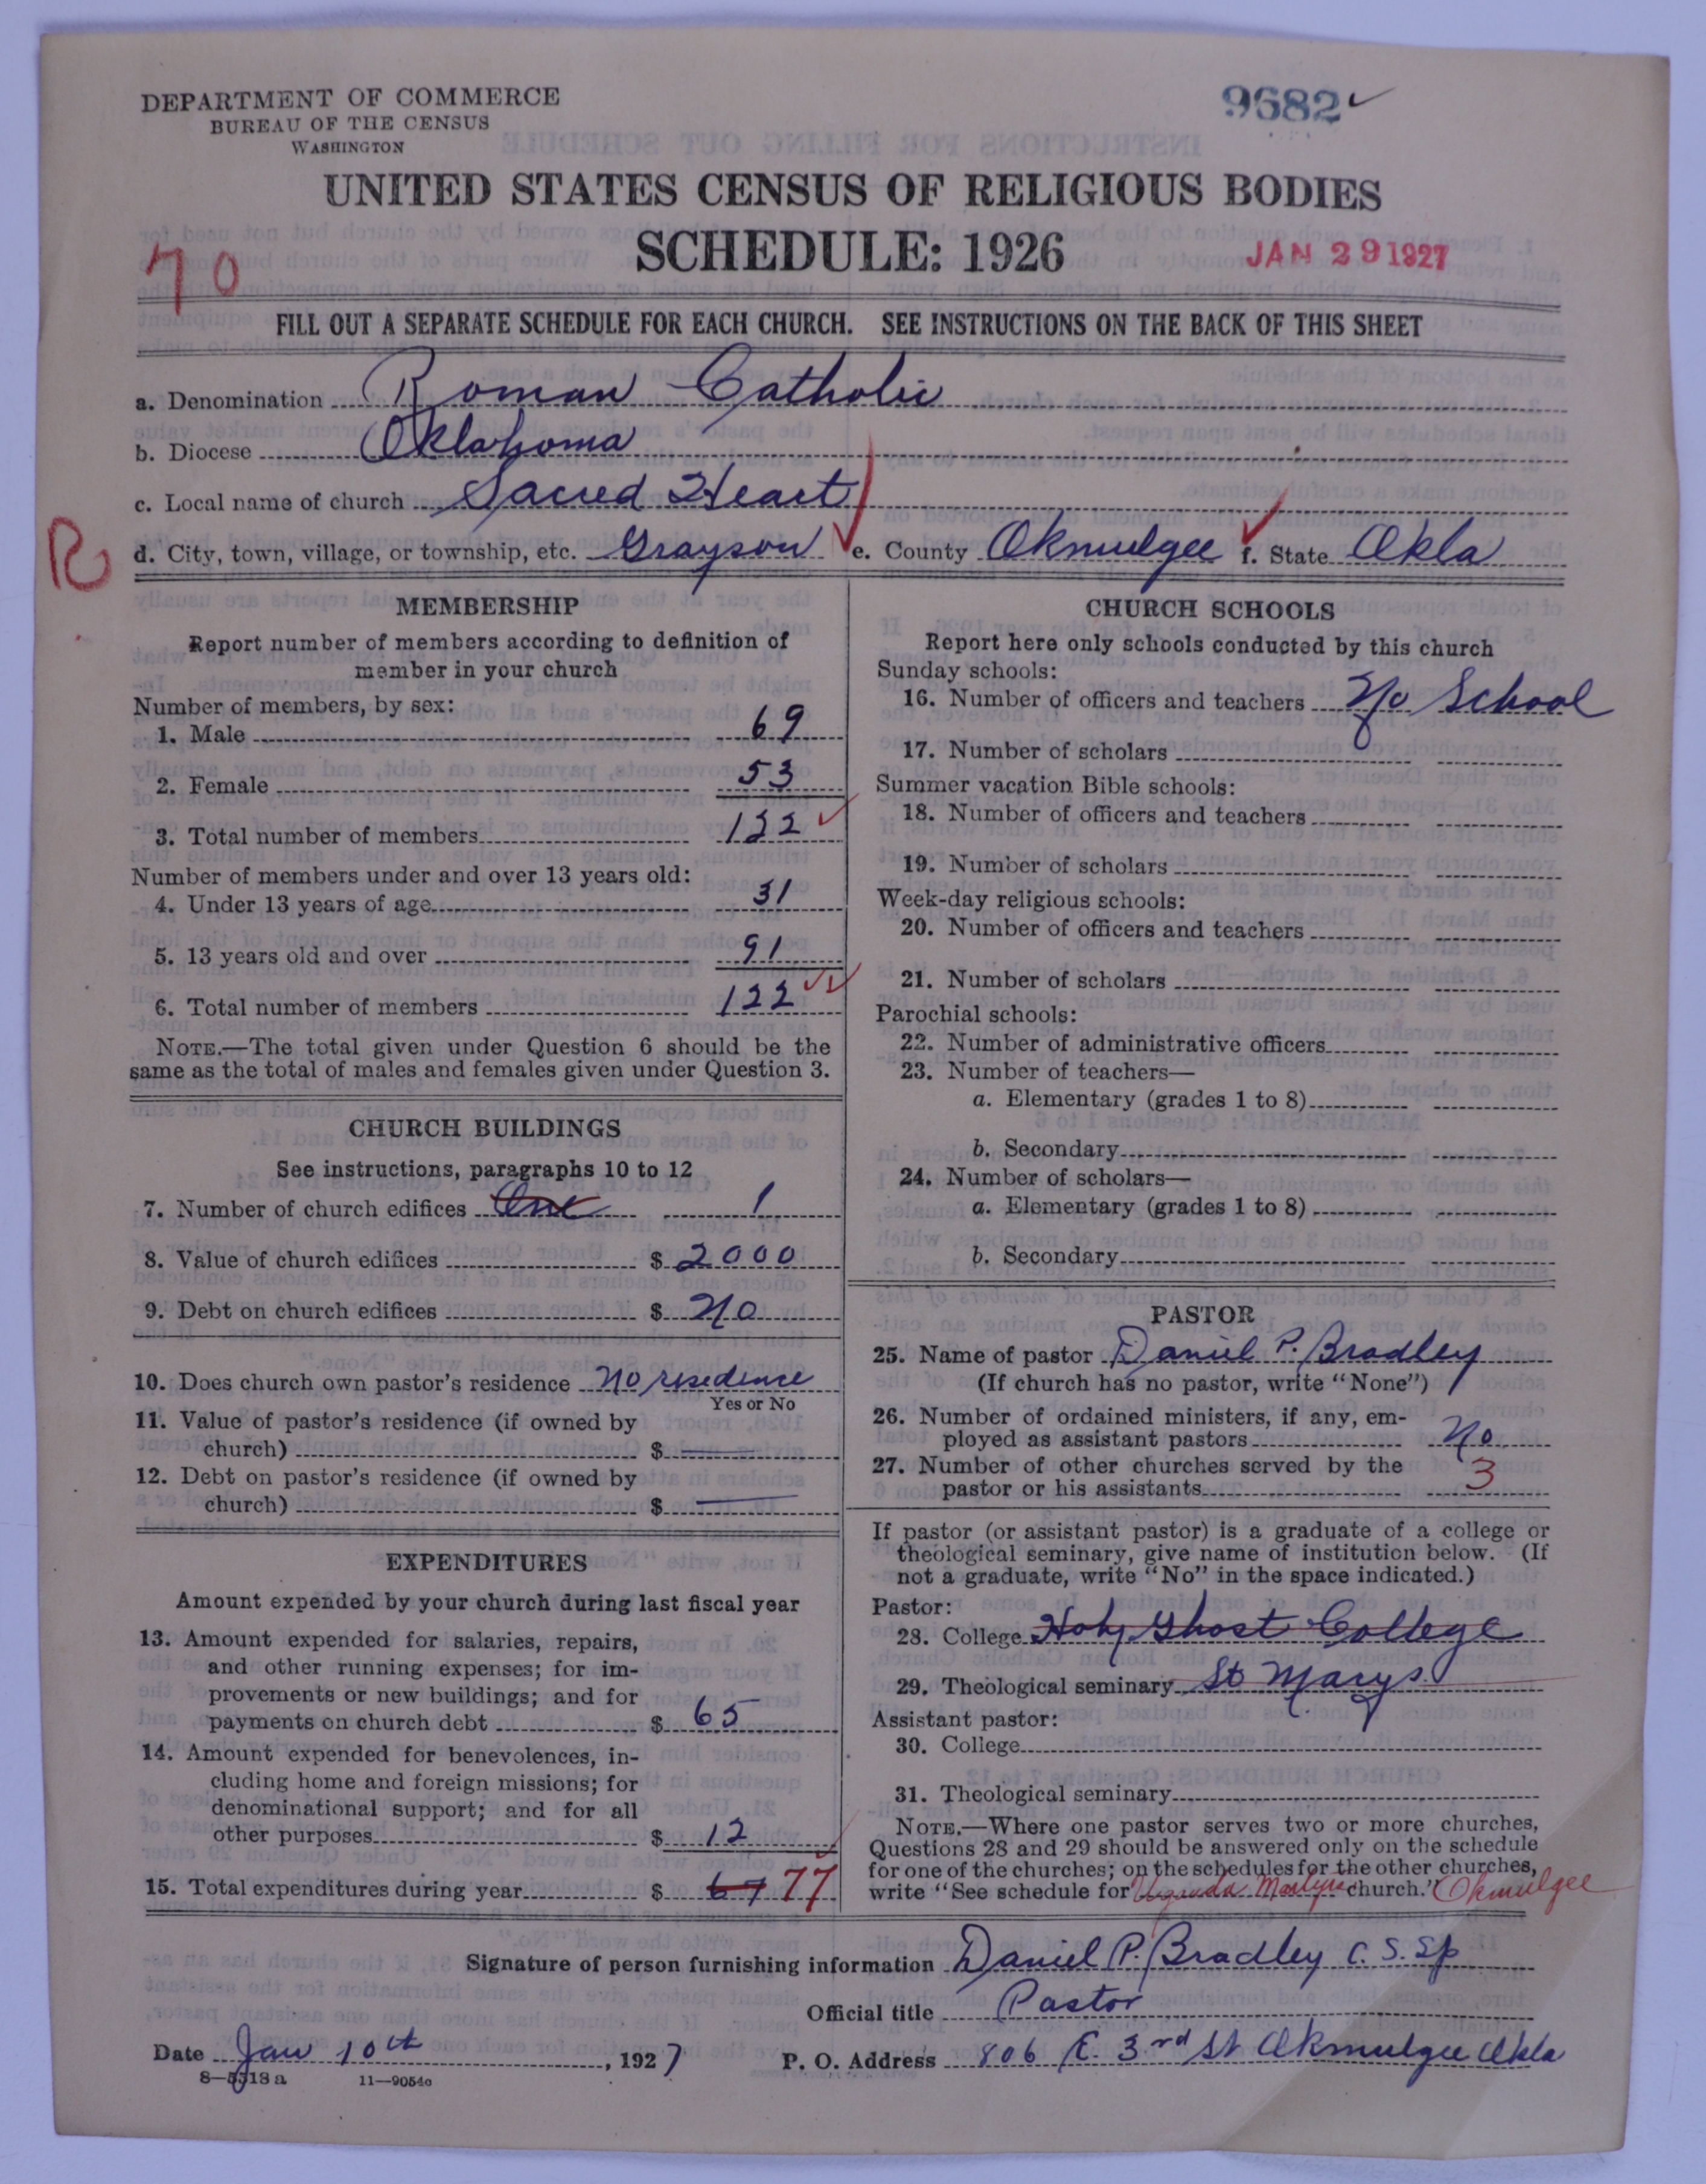 DEPARTMENT OF COMMERCE
BUREAU OF THE CENSUS
WASHINGTON
9682
UNITED STATES CENSUS OF RELIGIOUS BODIES
SCHEDULE: 1926
70
JAN 29 1927
FILL OUT A SEPARATE SCHEDULE FOR EACH CHURCH. SEE INSTRUCTIONS ON THE BACK OF THIS SHEET
a. Denomination Roman Catholic
b. Diocese Oklahoma
c. Local name of church Sacred Heart
R
d. City, town, village, or township, etc. Grayson e. County Okmulgee f. State Okla
MEMBERSHIP
Report number of members according to definition of
member in your church
Number of members, by sex:
1. Male 69
2. Female 53
3. Total number of members 122
Number of members under and over 13 years old:
4. Under 13 years of age 31
5. 13 years old and over 91
6. Total number of members 122
NOTE.—The total given under Question 6 should be the
same as the total of males and females given under Question 3.
CHURCH BUILDINGS
See instructions, paragraphs 10 to 12
7. Number of church edifices One 1
8. Value of church edifices $ 2000
9. Debt on church edifices $ No
10. Does church own pastor's residence no resedence
Yes or No
11. Value of pastor's residence (if owned by
church) $
12. Debt on pastor's residence (if owned by
church) $
EXPENDITURES
Amount expended by your church during last fiscal year
13. Amount expended for salaries, repairs,
and other running expenses; for im-
provements or new buildings; and for
payments on church debt $ 65
14. Amount expended for benevolences, in-
cluding home and foreign missions; for
denominational support; and for all
other purposes $ 12
15. Total expenditures during year $ 67 77
CHURCH SCHOOLS
Report here only schools conducted by this church
Sunday schools:
16. Number of officers and teachers No School
17. Number of scholars
Summer vacation Bible schools:
18. Number of officers and teachers
19. Number of scholars
Week-day religious schools:
20. Number of officers and teachers
21. Number of scholars
Parochial schools:
22. Number of administrative officers
23. Number of teachers—
a. Elementary (grades 1 to 8)
b. Secondary
24. Number of scholars—
a. Elementary (grades 1 to 8)
b. Secondary
PASTOR
25. Name of pastor Daniel P. Bradley
(If church has no pastor, write "None")
26. Number of ordained ministers, if any, em-
ployed as assistant pastors No
27. Number of other churches served by the
pastor or his assistants 3
If pastor (or assistant pastor) is a graduate of a college or
theological seminary, give name of institution below. (If
not a graduate, write "No" in the space indicated.)
Pastor:
28. College Holy Ghost College
29. Theological seminary St Marys
Assistant pastor:
30. College
31. Theological seminary
NOTE.—Where one pastor serves two or more churches,
Questions 28 and 29 should be answered only on the schedule
for one of the churches; on the schedules for the other churches,
write "See schedule for Uganda Martyrs church." Okmulgee
Signature of person furnishing information Daniel P. Bradley C. S. Sp
Official title Pastor
Date Jan 10th, 1927 P. O. Address 806 E. 3rd St Okmulgee Okla
8—5318a 11—9054c